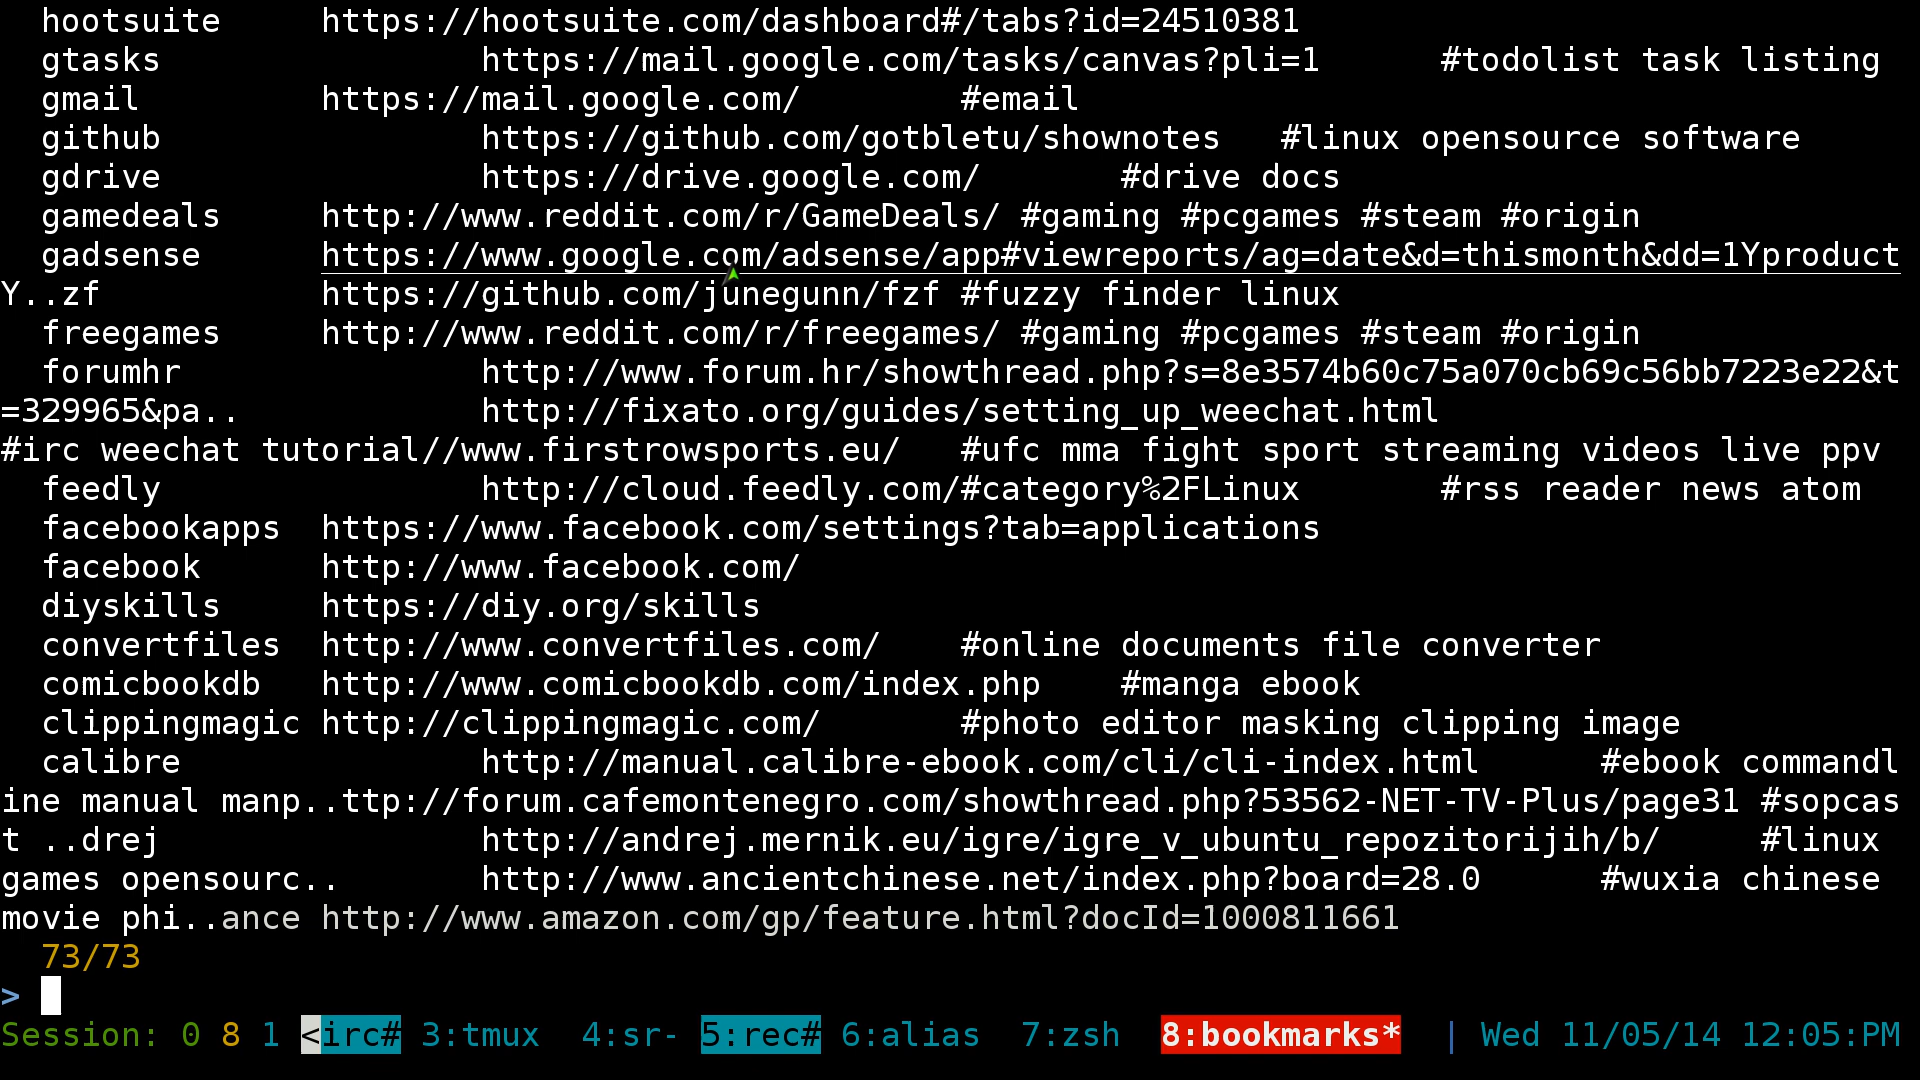 hootsuite https://hootsuite.com/dashboard#/tabs?id=24510381
gtasks https://mail.google.com/tasks/canvas?pli=1 #todolist task listing
gmail https://mail.google.com/ #email
github https://github.com/gotbletu/shownotes #linux opensource software
gdrive https://drive.google.com/ #drive docs
gamedeals http://www.reddit.com/r/GameDeals/ #gaming #pcgames #steam #origin
gadsense https://www.google.com/adsense/app#viewreports/ag=date&d=thismonth&dd=1Yproduct
Y..zf https://github.com/junegunn/fzf #fuzzy finder linux
freegames http://www.reddit.com/r/freegames/ #gaming #pcgames #steam #origin
forumhr http://www.forum.hr/showthread.php?s=8e3574b60c75a070cb69c56bb7223e22&t
=329965&pa.. http://fixato.org/guides/setting_up_weechat.html
#irc weechat tutorial//www.firstrowsports.eu/ #ufc mma fight sport streaming videos live ppv
feedly http://cloud.feedly.com/#category%2FLinux #rss reader news atom
facebookapps https://www.facebook.com/settings?tab=applications
facebook http://www.facebook.com/
diyskills https://diy.org/skills
convertfiles http://www.convertfiles.com/ #online documents file converter
comicbookdb http://www.comicbookdb.com/index.php #manga ebook
clippingmagic http://clippingmagic.com/ #photo editor masking clipping image
calibre http://manual.calibre-ebook.com/cli/cli-index.html #ebook commandl
ine manual manp..ttp://forum.cafemontenegro.com/showthread.php?53562-NET-TV-Plus/page31 #sopcas
t ..drej http://andrej.mernik.eu/igre/igre_v_ubuntu_repozitorijih/b/ #linux
games opensourc.. http://www.ancientchinese.net/index.php?board=28.0 #wuxia chinese
movie phi..ance http://www.amazon.com/gp/feature.html?docId=1000811661
73/73
>
Session: 0 8 1 <irc# 3:tmux 4:sr- 5:rec# 6:alias 7:zsh 8:bookmarks* | Wed 11/05/14 12:05:PM